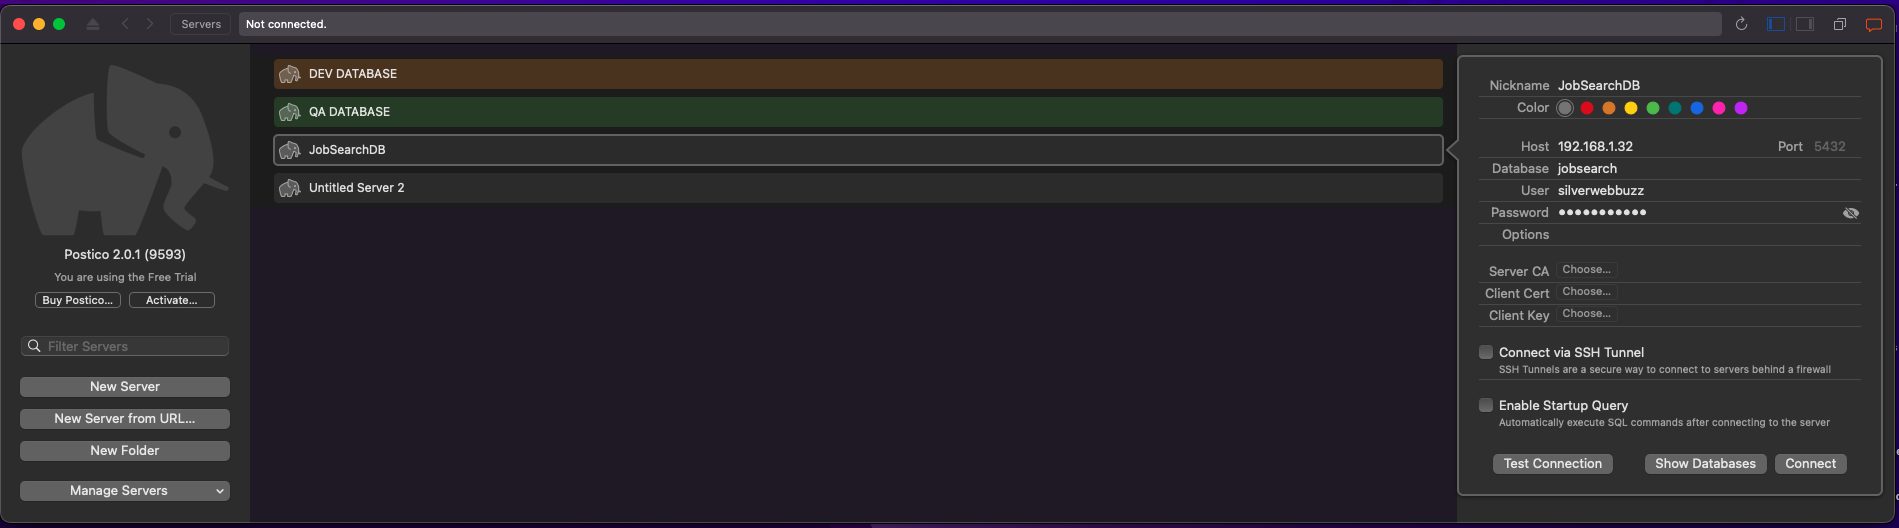 Servers
Not connected.
Postico 2.0.1 (9593)
You are using the Free Trial
Buy Postico...
Activate...
Filter Servers
New Server
New Server from URL...
New Folder
Manage Servers
DEV DATABASE
QA DATABASE
JobSearchDB
Untitled Server 2
Nickname JobSearchDB
Color
Host 192.168.1.32 Port 5432
Database jobsearch
User silverwebbuzz
Password •••••••••••
Options
Server CA Choose...
Client Cert Choose...
Client Key Choose...
Connect via SSH Tunnel
SSH Tunnels are a secure way to connect to servers behind a firewall
Enable Startup Query
Automatically execute SQL commands after connecting to the server
Test Connection Show Databases Connect